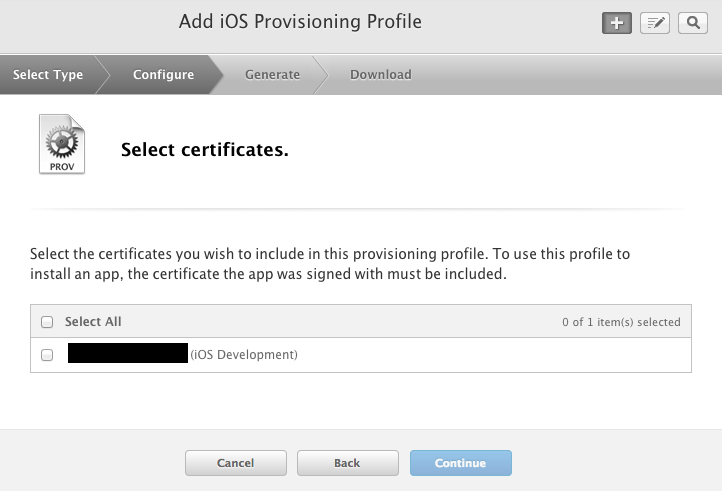 Add iOS Provisioning Profile
Select Type
Configure
Generate
Download
PROV
Select certificates.
Select the certificates you wish to include in this provisioning profile. To use this profile to
install an app, the certificate the app was signed with must be included.
Select All
0 of 1 item(s) selected
(iOS Development)
Cancel
Back
Continue